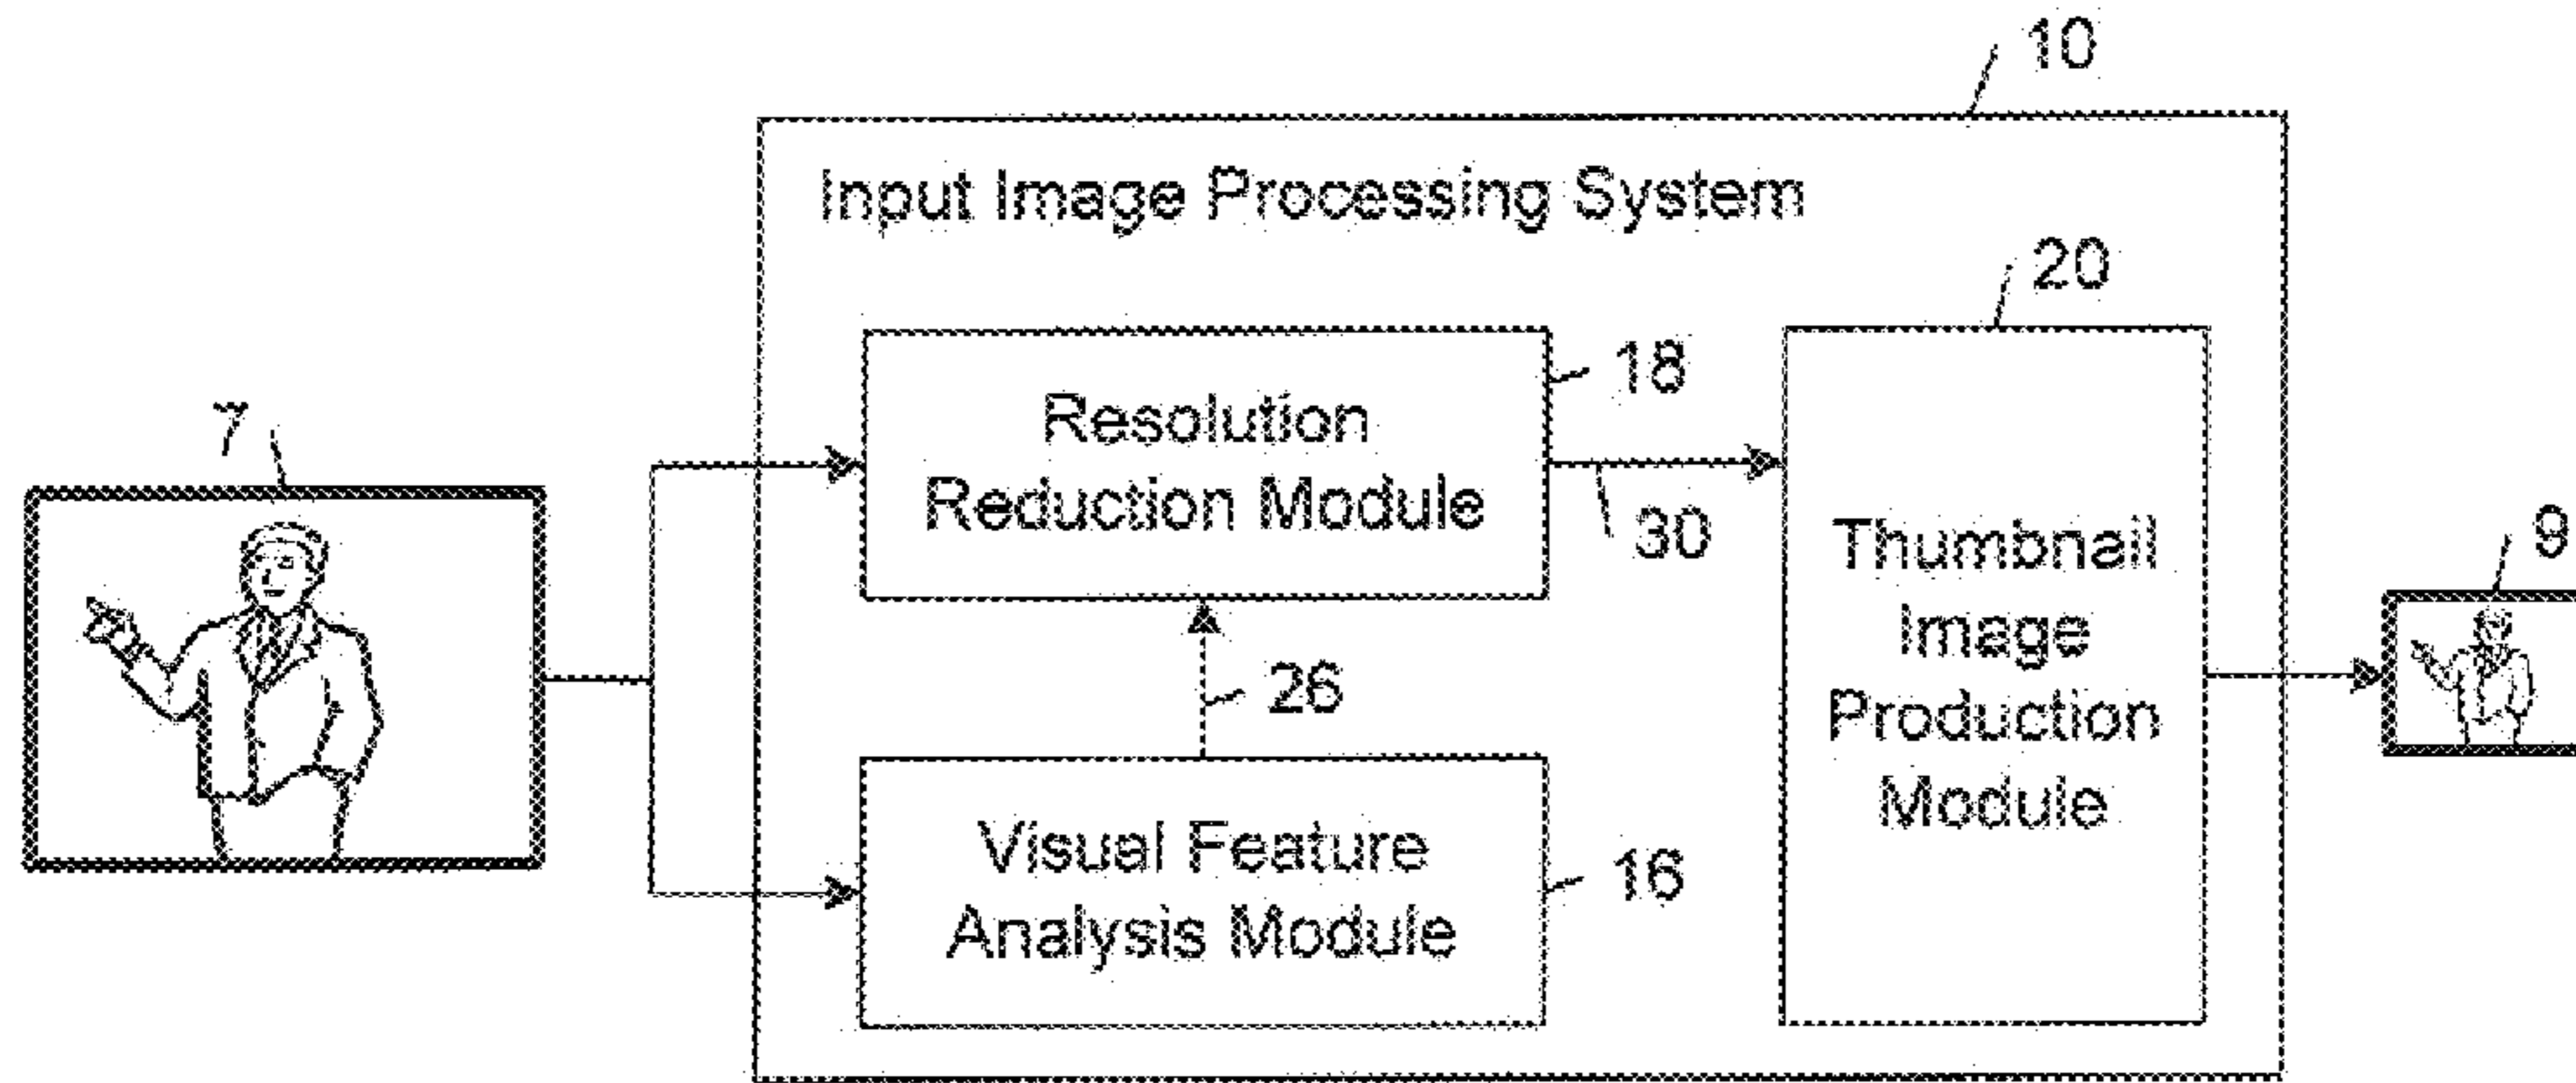 10
Input Image Processing System
20
18
Resolution
Reduction Module
7
30
Thumbnail
Image
Production
Module
9
26
Visual Feature
Analysis Module
16